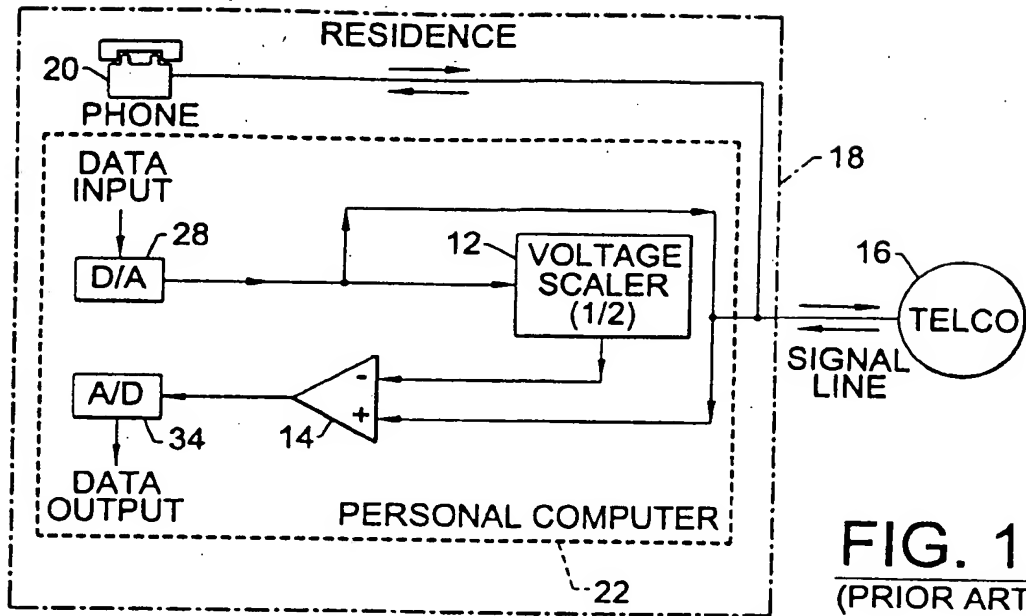 RESIDENCE
20
PHONE
18
DATA
INPUT
28
D/A
12
VOLTAGE
SCALER
(1/2)
16
TELCO
SIGNAL
LINE
A/D
34
-
+
14
DATA
OUTPUT
PERSONAL COMPUTER
22
FIG. 1
(PRIOR ART